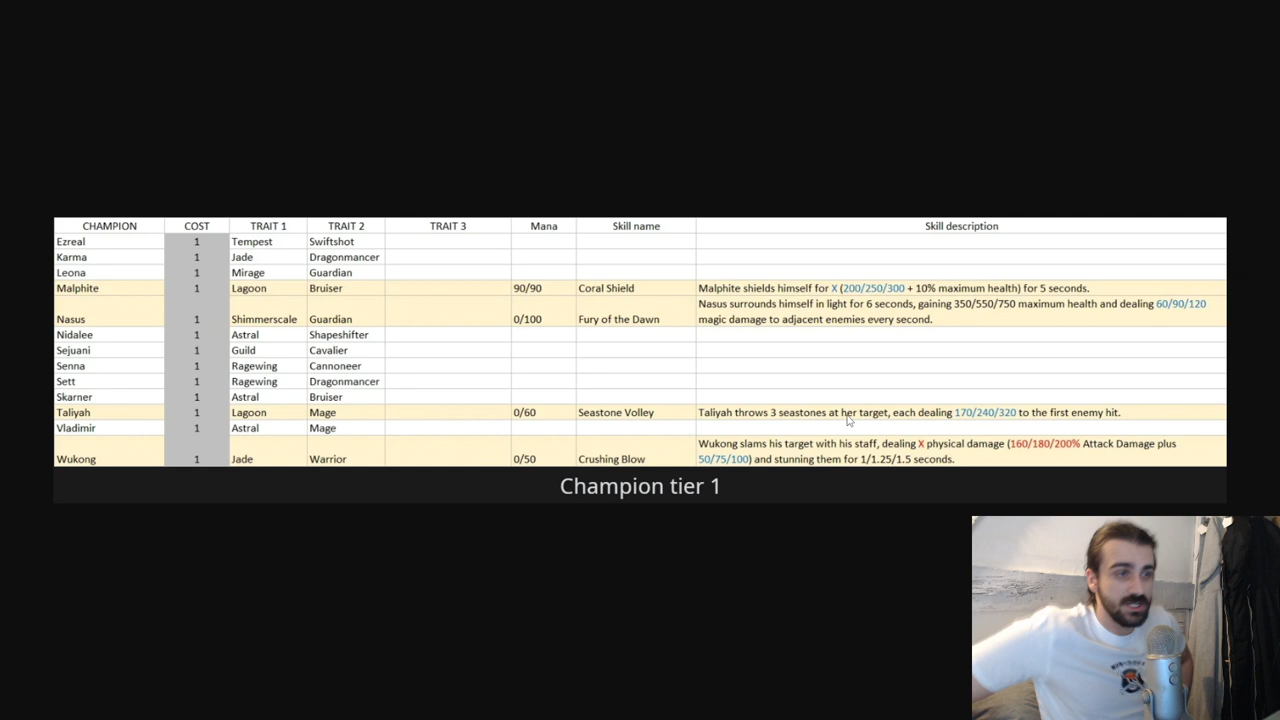 CHAMPION COST TRAIT 1 TRAIT 2 TRAIT 3 Mana Skill name Skill description
Ezreal 1 Tempest Swiftshot
Karma 1 Jade Dragonmancer
Leona 1 Mirage Guardian
Malphite 1 Lagoon Bruiser 90/90 Coral Shield Malphite shields himself for X (200/250/300 + 10% maximum health) for 5 seconds.
Nasus surrounds himself in light for 6 seconds, gaining 350/550/750 maximum health and dealing 60/90/120
Nasus 1 Shimmerscale Guardian 0/100 Fury of the Dawn magic damage to adjacent enemies every second.
Nidalee 1 Astral Shapeshifter
Sejuani 1 Guild Cavalier
Senna 1 Ragewing Cannoneer
Sett 1 Ragewing Dragonmancer
Skarner 1 Astral Bruiser
Taliyah 1 Lagoon Mage 0/60 Seastone Volley Taliyah throws 3 seastones at her target, each dealing 170/240/320 to the first enemy hit.
Vladimir 1 Astral Mage
Wukong slams his target with his staff, dealing X physical damage (160/180/200% Attack Damage plus
Wukong 1 Jade Warrior 0/50 Crushing Blow 50/75/100) and stunning them for 1/1.25/1.5 seconds.
Champion tier 1